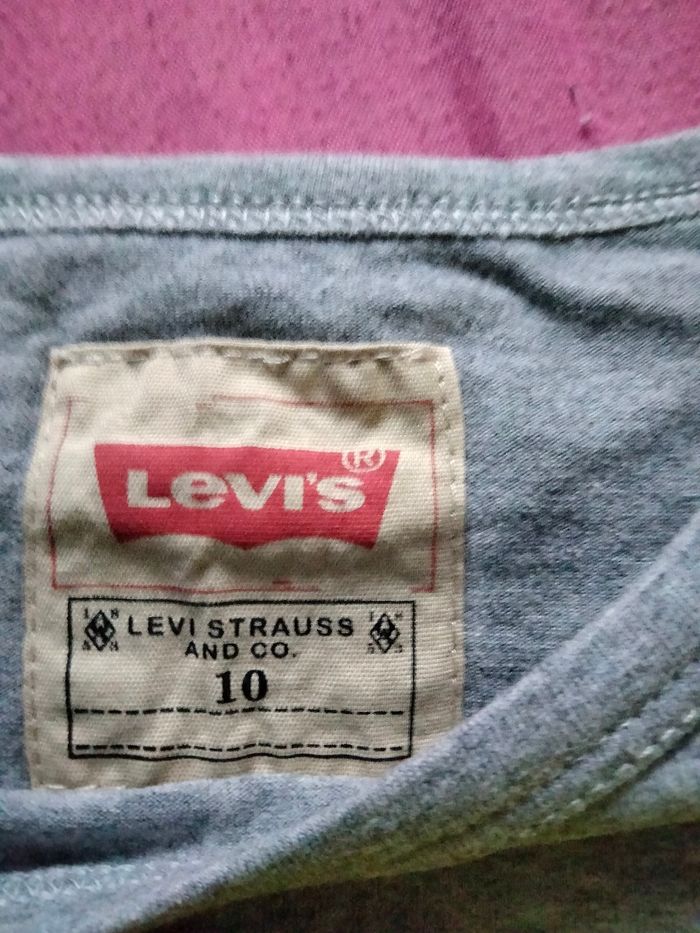 LEVI'S ®
LEVI STRAUSS
AND CO.
10